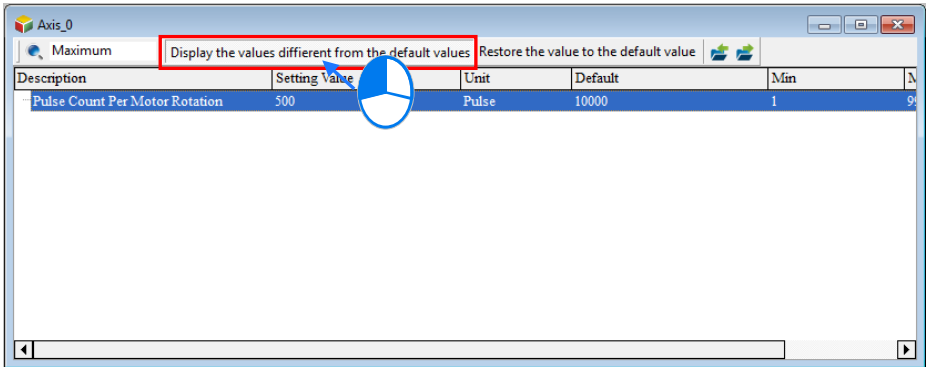 Axis_0
Maximum Display the values diffierent from the default values Restore the value to the default value
Description Setting Value Unit Default Min
Pulse Count Per Motor Rotation 500 Pulse 10000 1